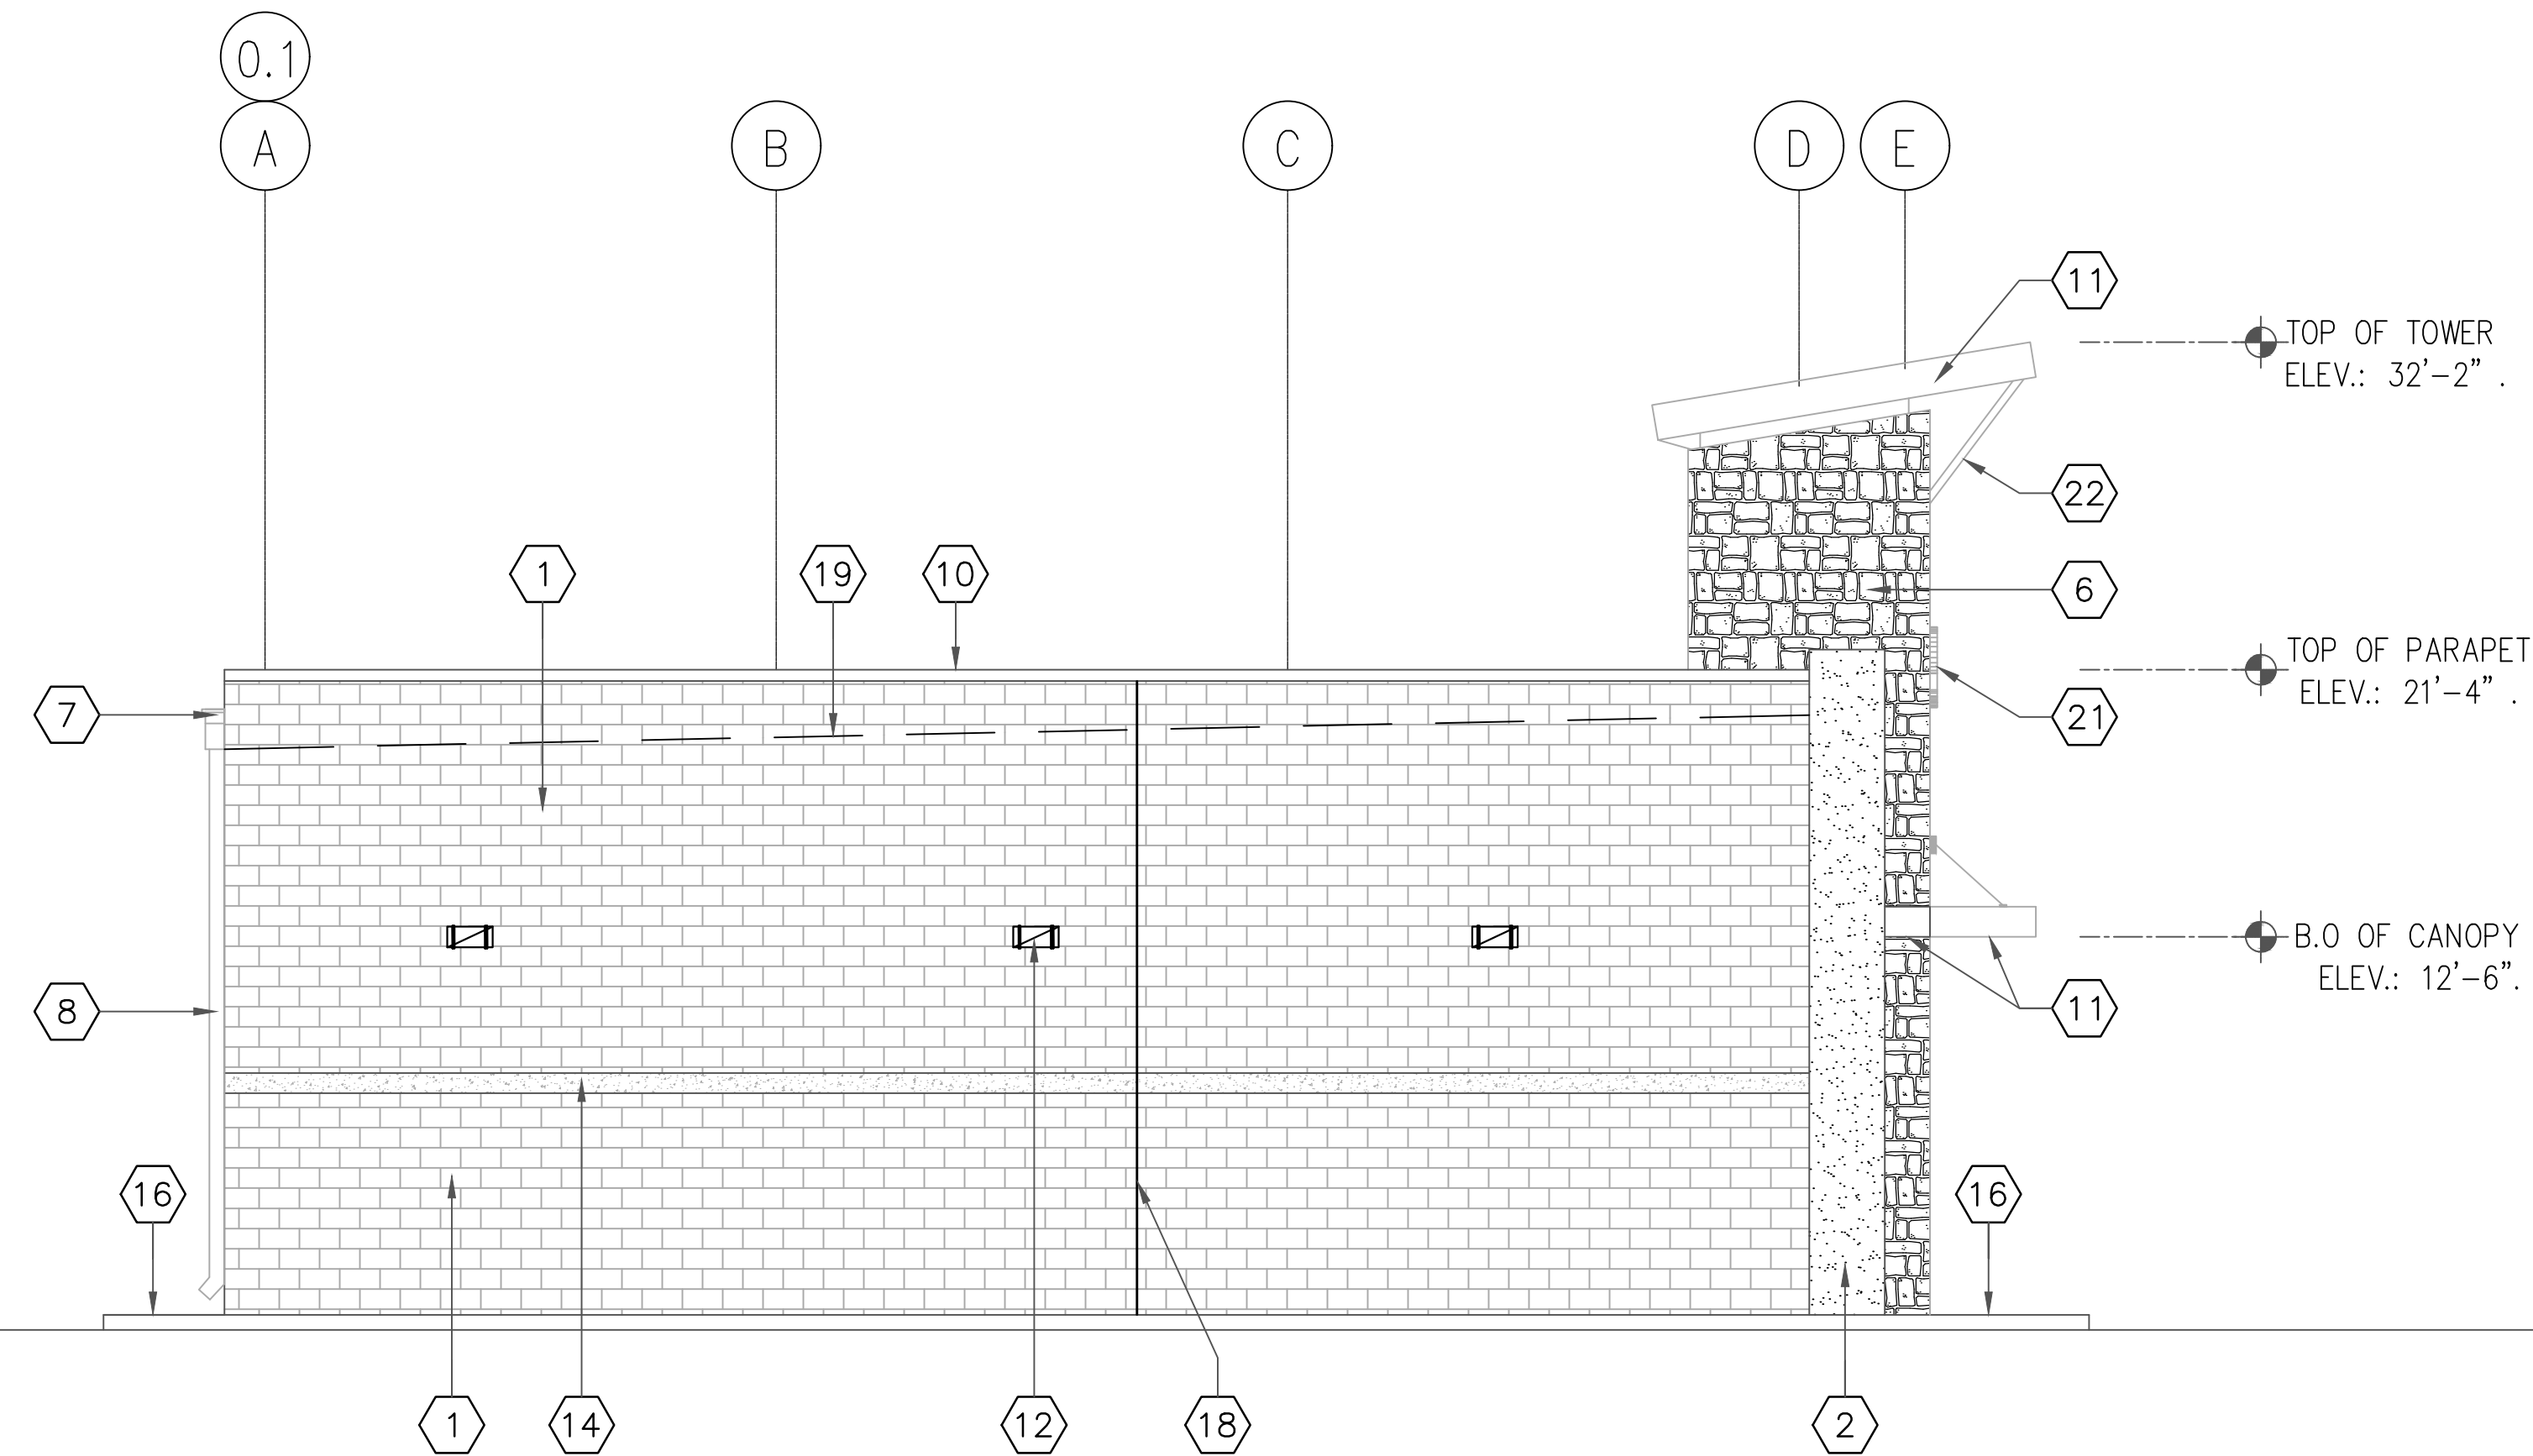 0.1
A
B
C
D
E
11
TOP OF TOWER
ELEV.: 32'-2" .
22
1
19
10
6
TOP OF PARAPET
ELEV.: 21'-4" .
7
21
B.O OF CANOPY
ELEV.: 12'-6".
8
11
16
16
1
14
12
18
2